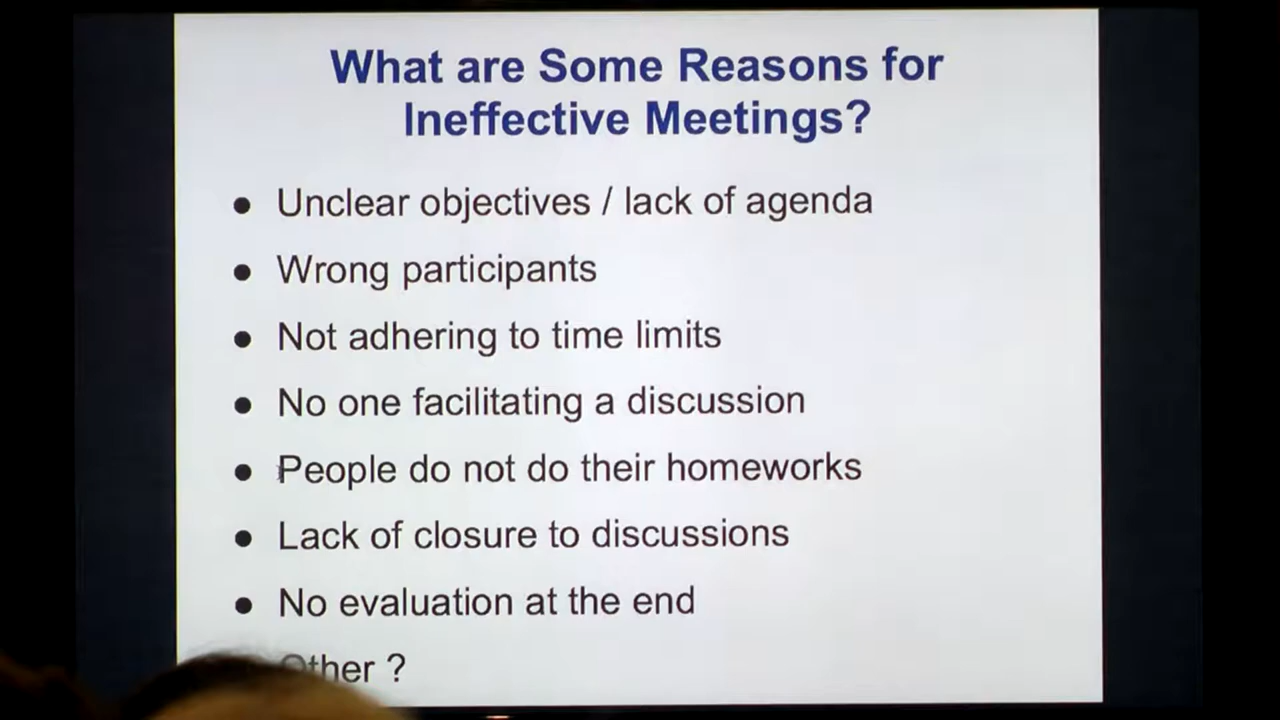 What are Some Reasons for
Ineffective Meetings?
● Unclear objectives / lack of agenda
● Wrong participants
● Not adhering to time limits
● No one facilitating a discussion
● People do not do their homeworks
● Lack of closure to discussions
● No evaluation at the end
Other ?